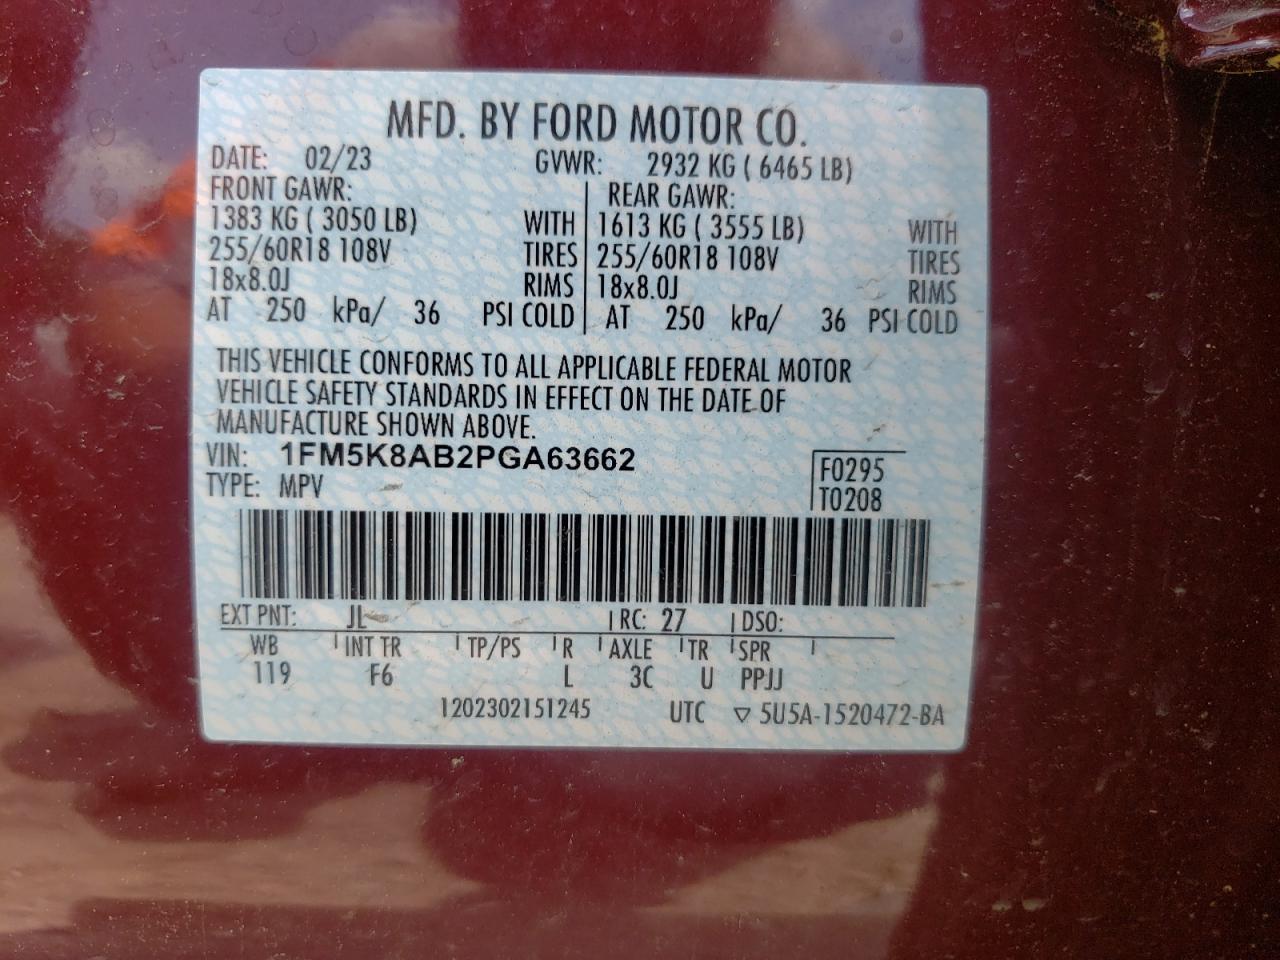 MFD. BY FORD MOTOR CO.
DATE: 02/23 GVWR: 2932 KG ( 6465 LB)
FRONT GAWR: REAR GAWR:
1383 KG ( 3050 LB) WITH 1613 KG ( 3555 LB) WITH
255/60R18 108V TIRES 255/60R18 108V TIRES
18x8.0J RIMS 18x8.0J RIMS
AT 250 kPa/ 36 PSI COLD AT 250 kPa/ 36 PSI COLD
THIS VEHICLE CONFORMS TO ALL APPLICABLE FEDERAL MOTOR
VEHICLE SAFETY STANDARDS IN EFFECT ON THE DATE OF
MANUFACTURE SHOWN ABOVE.
VIN: 1FM5K8AB2PGA63662 F0295
TYPE: MPV T0208
EXT PNT: JL RC: 27 DSO:
WB INT TR TP/PS R AXLE TR SPR
119 F6 L 3C U PPJJ
1202302151245 UTC ▽ 5U5A-1520472-BA